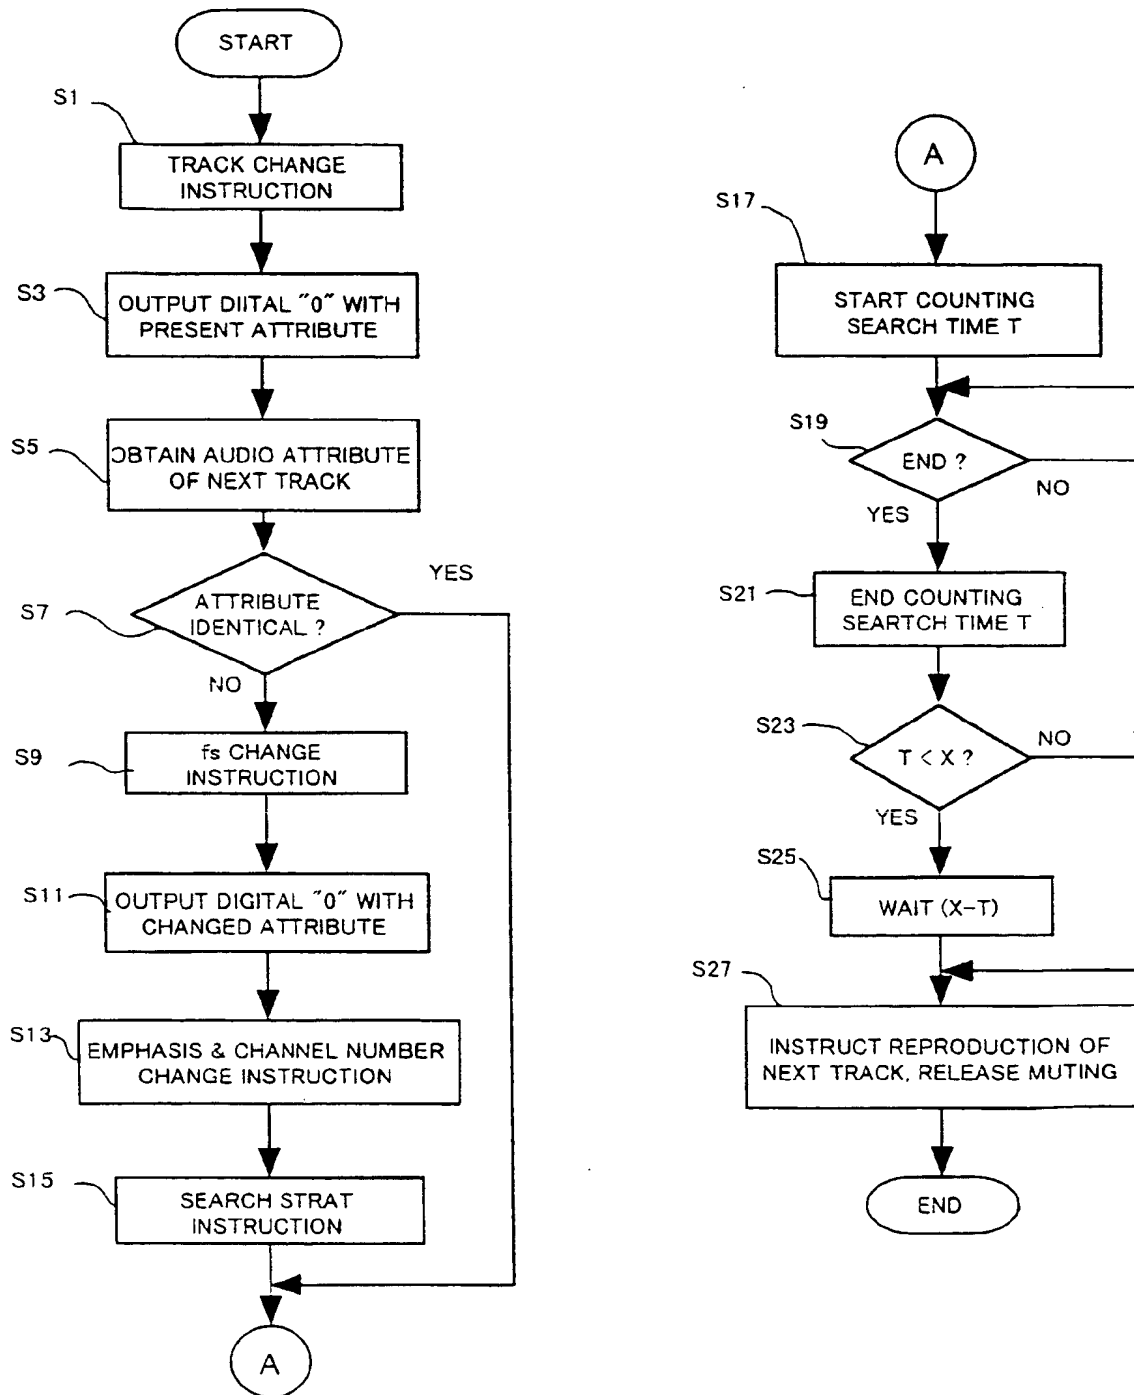 START
S1
TRACK CHANGE
INSTRUCTION
S3
OUTPUT DIITAL "0" WITH
PRESENT ATTRIBUTE
S5
OBTAIN AUDIO ATTRIBUTE
OF NEXT TRACK
YES
S7
ATTRIBUTE
IDENTICAL ?
NO
S9
fs CHANGE
INSTRUCTION
S11
OUTPUT DIGITAL "0" WITH
CHANGED ATTRIBUTE
S13
EMPHASIS & CHANNEL NUMBER
CHANGE INSTRUCTION
S15
SEARCH STRAT
INSTRUCTION
A
A
S17
START COUNTING
SEARCH TIME T
S19
END ?
NO
YES
S21
END COUNTING
SEARTCH TIME T
S23
T < X ?
NO
YES
S25
WAIT (X-T)
S27
INSTRUCT REPRODUCTION OF
NEXT TRACK, RELEASE MUTING
END